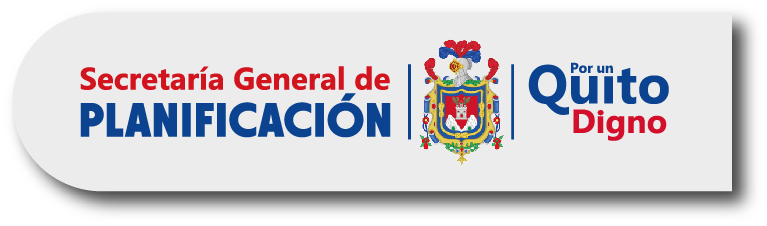 Secretaría General de
PLANIFICACIÓN
Por un
Quito
Digno